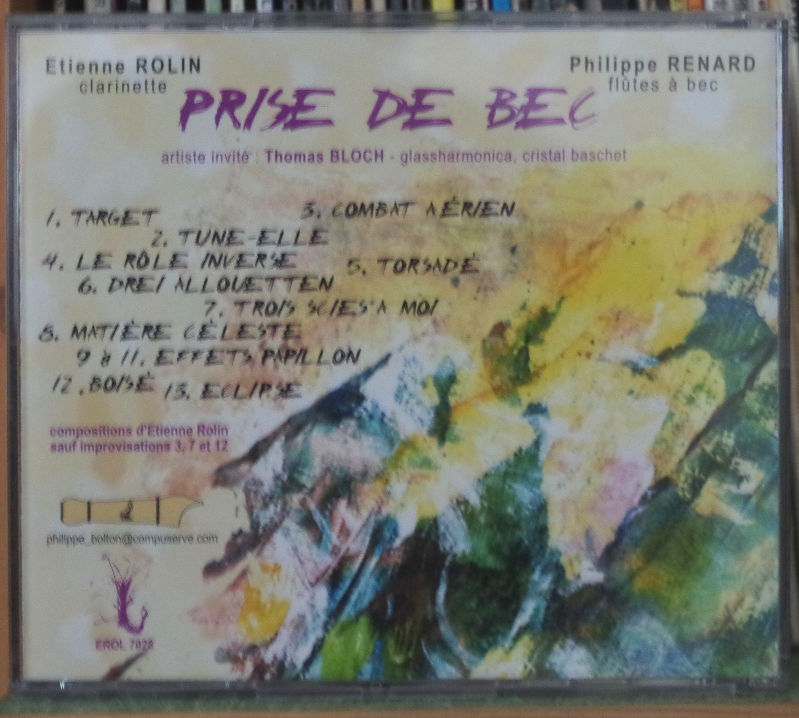 Etienne ROLIN
clarinette
Philippe RENARD
flûtes à bec
PRISE DE BEC
artiste invité : Thomas BLOCH - glassharmonica, cristal baschet
1. TARGET
3. COMBAT AÉRIEN
2. TUNE-ELLE
4. LE RÔLE INVERSE
5. TORSADÉ
6. DREI ALLOUETTEN
7. TROIS SCIES'A MOI
8. MATIÈRE CÉLESTE
9 à 11. EFFETS PAPILLON
12. BOISÉ
13. ECLIPSE
compositions d'Etienne Rolin
sauf improvisations 3, 7 et 12
philippe_bolton@compuserve.com
EROL 7028